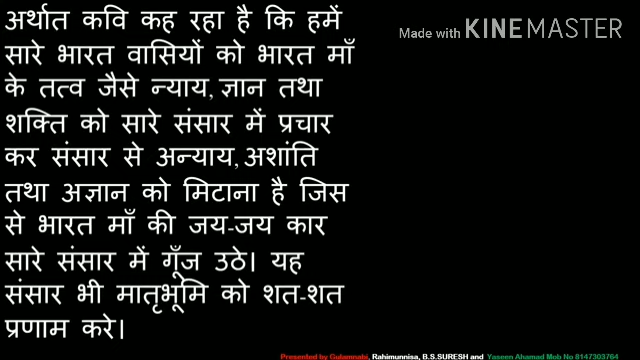 अर्थात कवि कह रहा है कि हमें
सारे भारत वासियों को भारत माँ
के तत्व जैसे न्याय, ज्ञान तथा
शक्ति को सारे संसार में प्रचार
कर संसार से अन्याय, अशांति
तथा अज्ञान को मिटाना है जिस
से भारत माँ की जय-जय कार
सारे संसार में गूँज उठे। यह
संसार भी मातृभूमि को शत-शत
प्रणाम करे।
Made with KINEMASTER
Presented by Gulamnabi, Rahimunnisa, B.S.SURESH and Yaseen Ahamad Mob No 8147303764